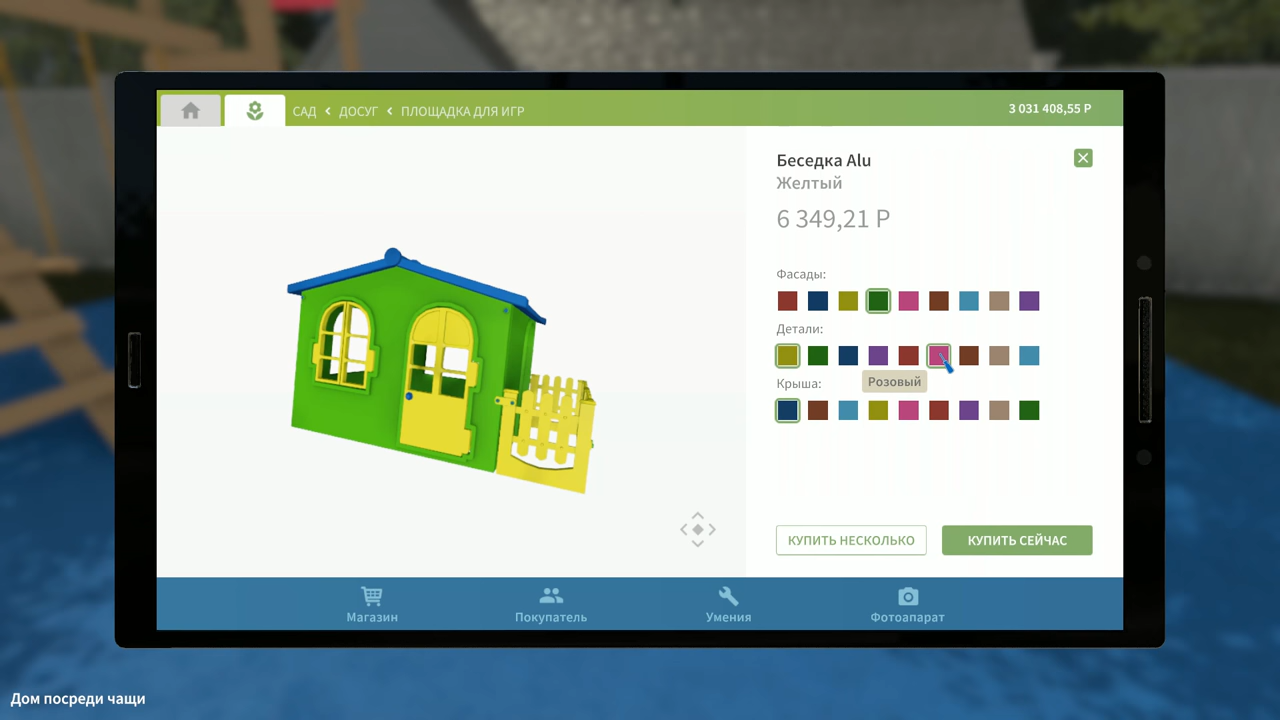 САД < ДОСУГ < ПЛОЩАДКА ДЛЯ ИГР
3 031 408,55 Р
Беседка Alu
Желтый
6 349,21 Р
Фасады:
Детали:
Розовый
Крыша:
КУПИТЬ НЕСКОЛЬКО
КУПИТЬ СЕЙЧАС
Магазин
Покупатель
Умения
Фотоапарат
Дом посреди чащи